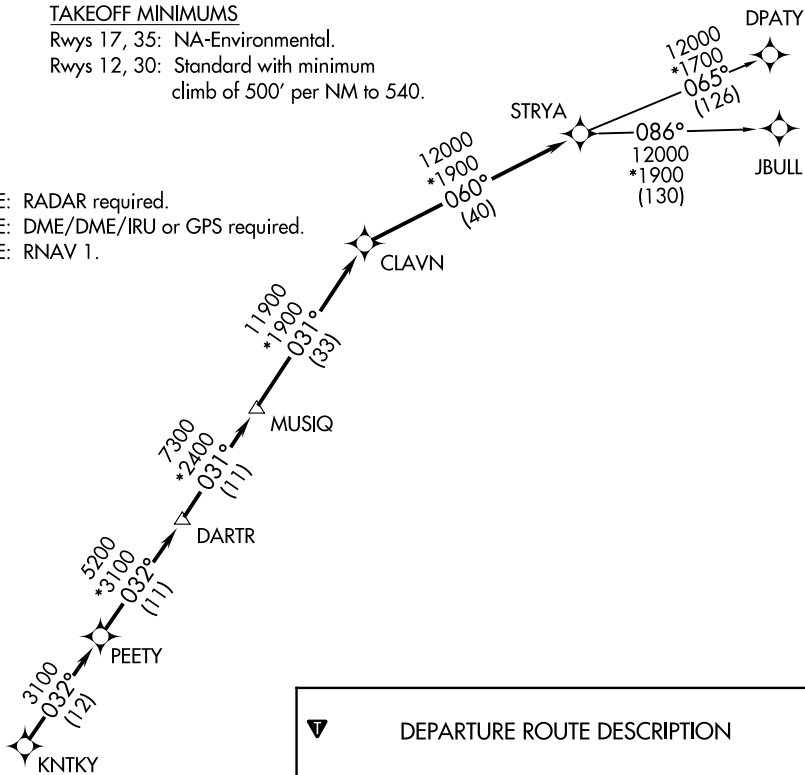 TAKEOFF MINIMUMS
Rwys 17, 35: NA-Environmental.
Rwys 12, 30: Standard with minimum
climb of 500' per NM to 540.
DPATY
12000
*1700
065°
(126)
STRYA
086°
12000
*1900
(130)
JBULL
12000
*1900
060°
(40)
E: RADAR required.
E: DME/DME/IRU or GPS required.
E: RNAV 1.
CLAVN
11900
*1900
031°
(33)
MUSIQ
7300
*2400
031°
(11)
DARTR
5200
*3100
032°
(11)
PEETY
3100
032°
(12)
KNTKY
T DEPARTURE ROUTE DESCRIPTION